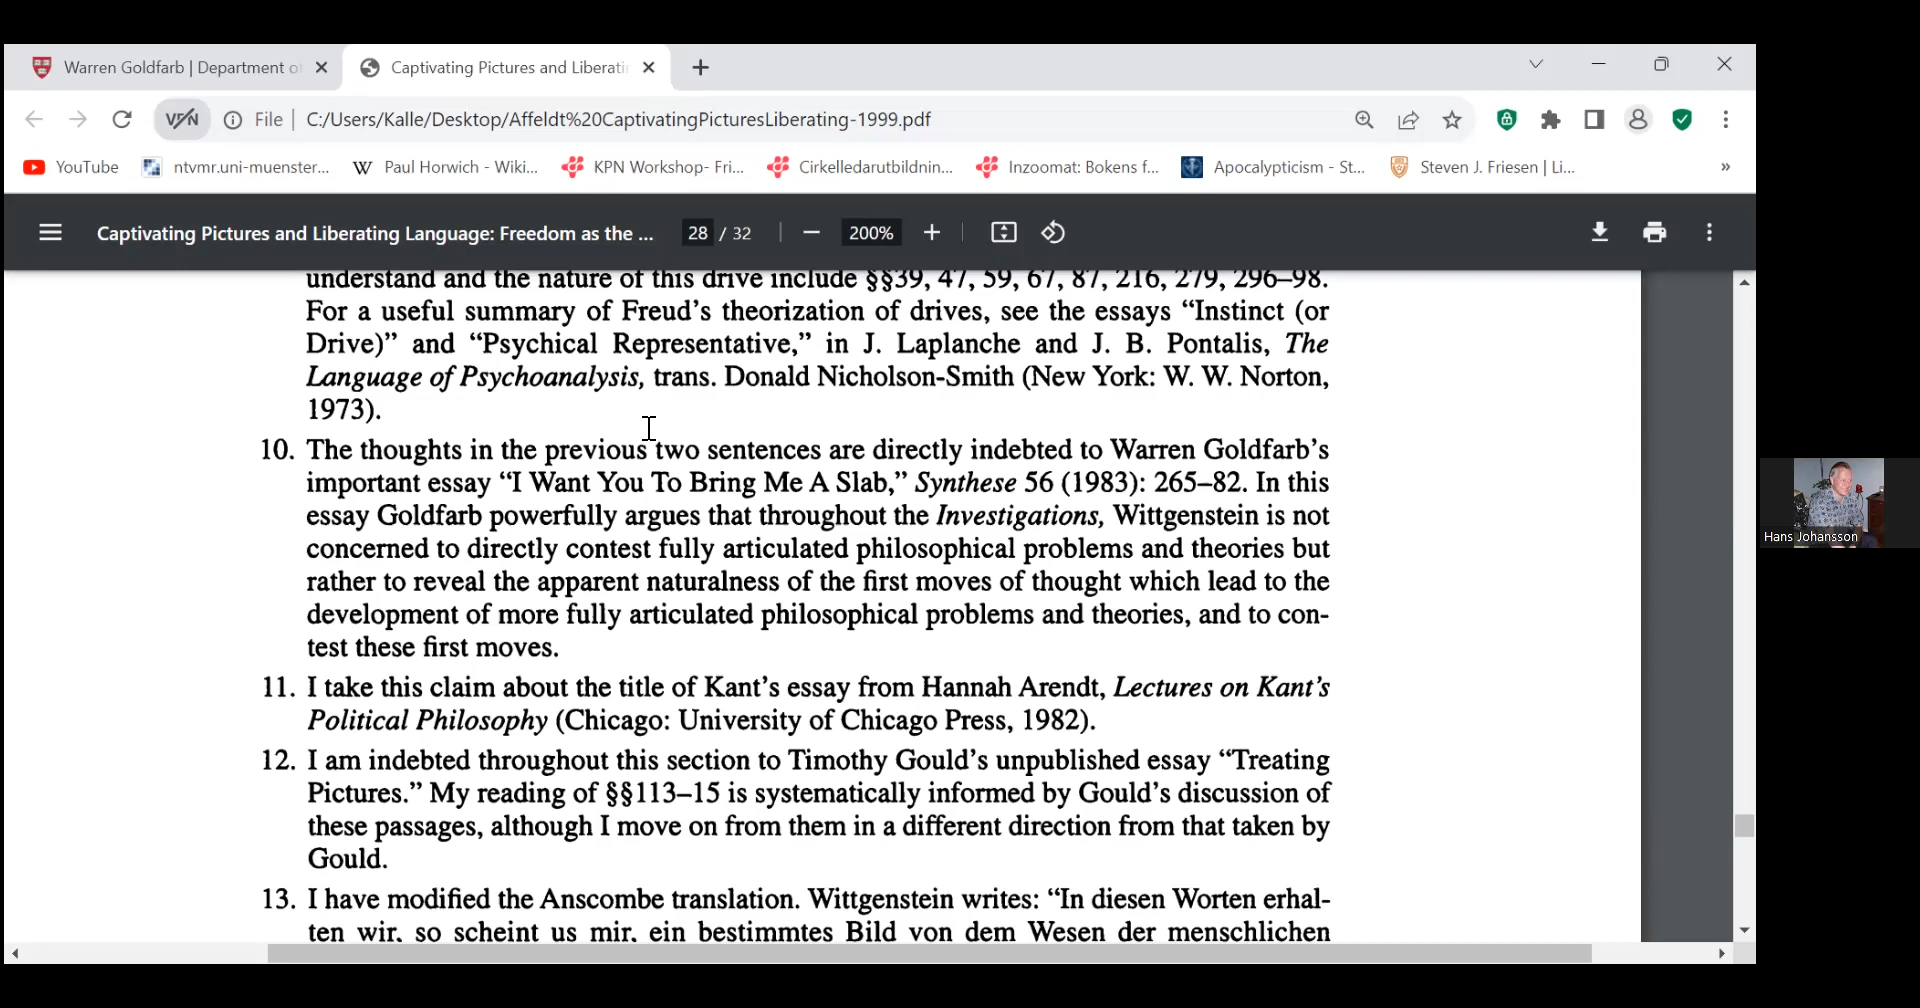 Warren Goldfarb | Department o
Captivating Pictures and Liberati
VPN
File
C:/Users/Kalle/Desktop/Affeldt%20CaptivatingPicturesLiberating-1999.pdf
YouTube
ntvmr.uni-muenster...
W Paul Horwich - Wiki...
KPN Workshop- Fri...
Cirkelledarutbildnin...
Inzoomat: Bokens f...
Apocalypticism - St...
Steven J. Friesen | Li...
»
Captivating Pictures and Liberating Language: Freedom as the ...
28 / 32
200%
understand and the nature of this drive include §§39, 47, 59, 67, 87, 216, 279, 296–98.
For a useful summary of Freud’s theorization of drives, see the essays “Instinct (or
Drive)” and “Psychical Representative,” in J. Laplanche and J. B. Pontalis, The
Language of Psychoanalysis, trans. Donald Nicholson-Smith (New York: W. W. Norton,
1973).
10. The thoughts in the previous two sentences are directly indebted to Warren Goldfarb’s
important essay “I Want You To Bring Me A Slab,” Synthese 56 (1983): 265–82. In this
essay Goldfarb powerfully argues that throughout the Investigations, Wittgenstein is not
concerned to directly contest fully articulated philosophical problems and theories but
rather to reveal the apparent naturalness of the first moves of thought which lead to the
development of more fully articulated philosophical problems and theories, and to con-
test these first moves.
11. I take this claim about the title of Kant’s essay from Hannah Arendt, Lectures on Kant’s
Political Philosophy (Chicago: University of Chicago Press, 1982).
12. I am indebted throughout this section to Timothy Gould’s unpublished essay “Treating
Pictures.” My reading of §§113–15 is systematically informed by Gould’s discussion of
these passages, although I move on from them in a different direction from that taken by
Gould.
13. I have modified the Anscombe translation. Wittgenstein writes: “In diesen Worten erhal-
ten wir, so scheint us mir, ein bestimmtes Bild von dem Wesen der menschlichen
Hans Johansson